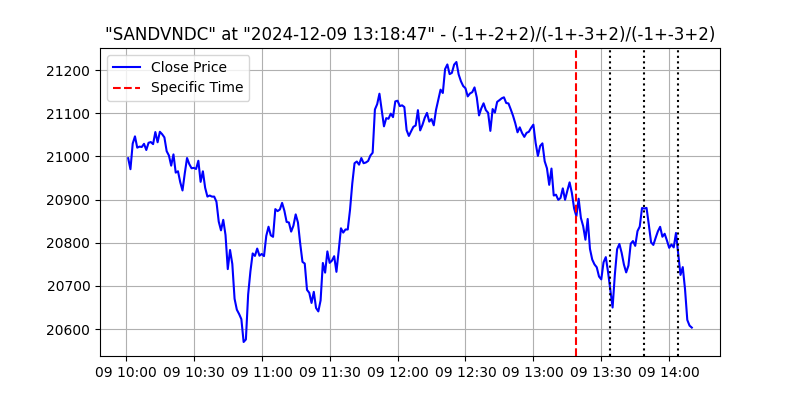 "SANDVNDC" at "2024-12-09 13:18:47" - (-1+-2+2)/(-1+-3+2)/(-1+-3+2)
Close Price
Specific Time
21200
21100
21000
20900
20800
20700
20600
09 10:00 09 10:30 09 11:00 09 11:30 09 12:00 09 12:30 09 13:00 09 13:30 09 14:00